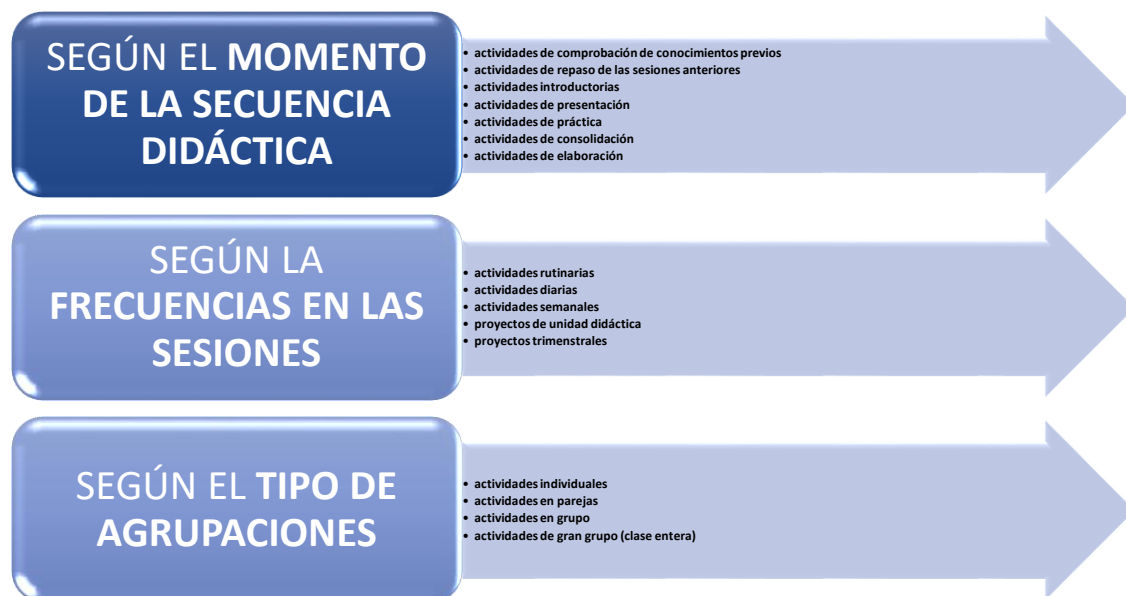 SEGÚN EL MOMENTO
DE LA SECUENCIA
DIDÁCTICA
• actividades de comprobación de conocimientos previos
• actividades de repaso de las sesiones anteriores
• actividades introductorias
• actividades de presentación
• actividades de práctica
• actividades de consolidación
• actividades de elaboración
SEGÚN LA
FRECUENCIAS EN LAS
SESIONES
• actividades rutinarias
• actividades diarias
• actividades semanales
• proyectos de unidad didáctica
• proyectos trimenstrales
SEGÚN EL TIPO DE
AGRUPACIONES
• actividades individuales
• actividades en parejas
• actividades en grupo
• actividades de gran grupo (clase entera)